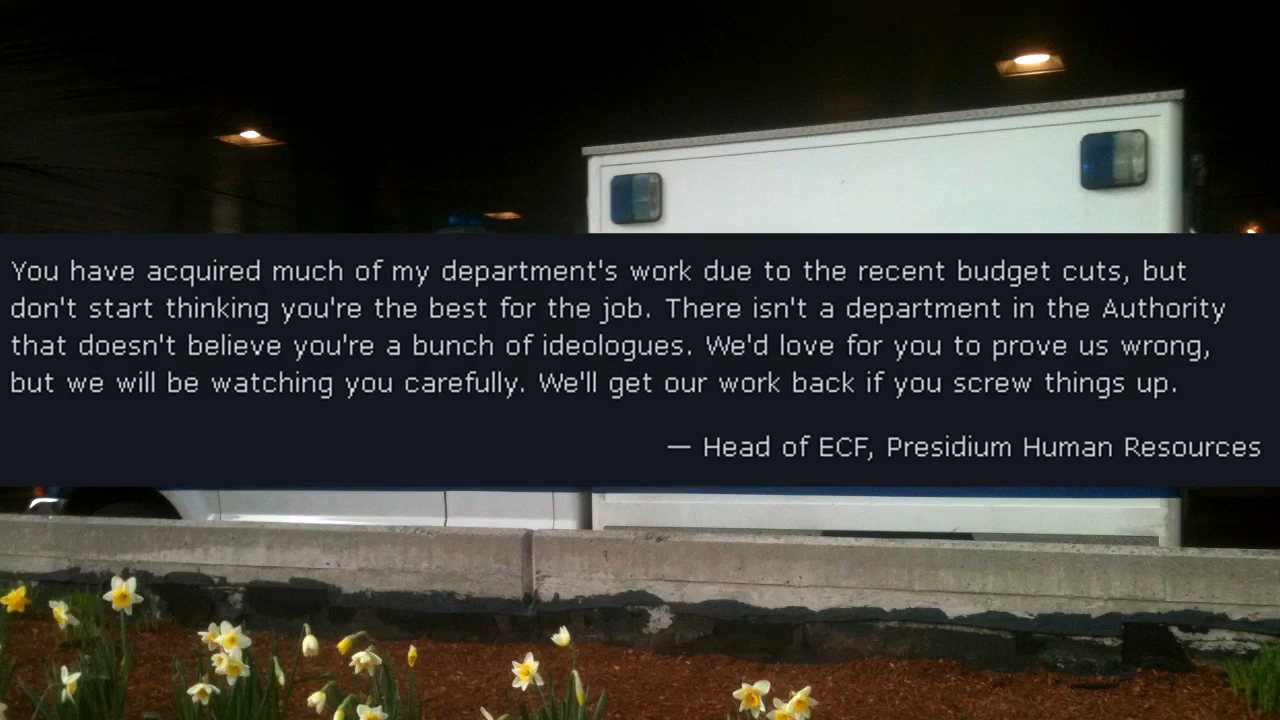 You have acquired much of my department's work due to the recent budget cuts, but
don't start thinking you're the best for the job. There isn't a department in the Authority
that doesn't believe you're a bunch of ideologues. We'd love for you to prove us wrong,
but we will be watching you carefully. We'll get our work back if you screw things up.
— Head of ECF, Presidium Human Resources